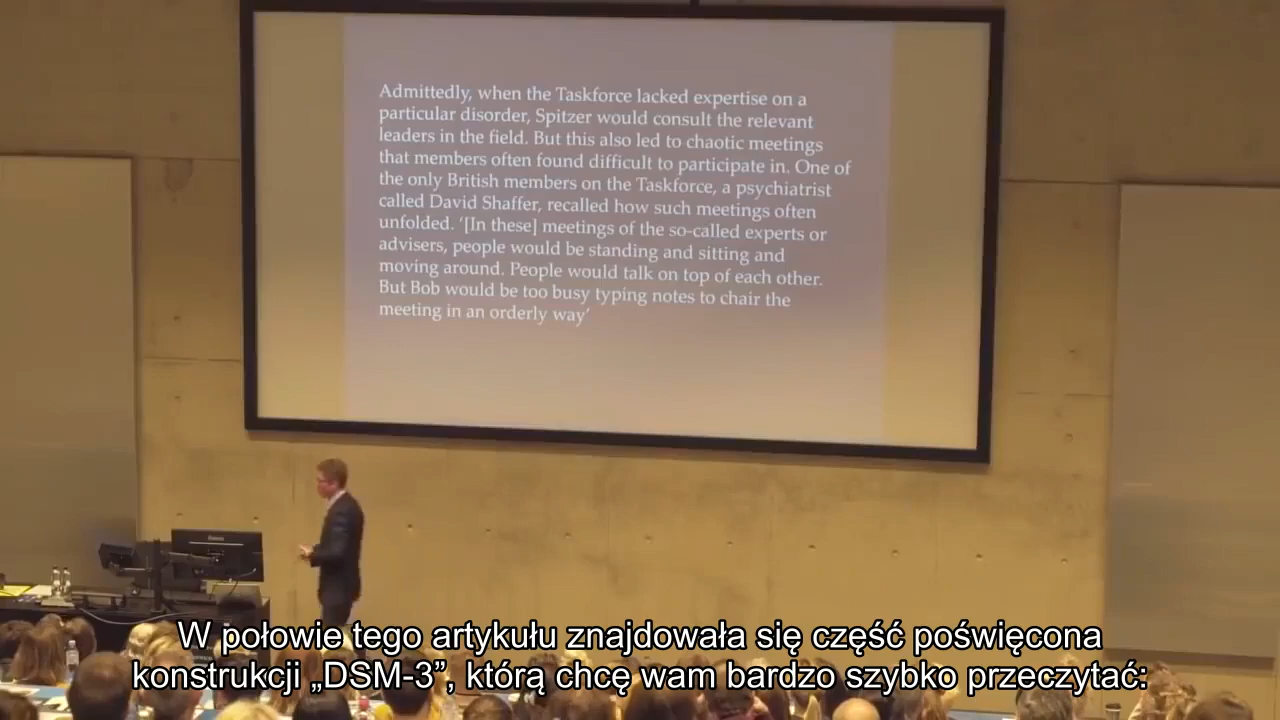 Admittedly, when the Taskforce lacked expertise on a
particular disorder, Spitzer would consult the relevant
leaders in the field. But this also led to chaotic meetings
that members often found difficult to participate in. One of
the only British members on the Taskforce, a psychiatrist
called David Shaffer, recalled how such meetings often
unfolded. ‘[In these] meetings of the so-called experts or
advisers, people would be standing and sitting and
moving around. People would talk on top of each other.
But Bob would be too busy typing notes to chair the
meeting in an orderly way’
W połowie tego artykułu znajdowała się część poświęcona
konstrukcji „DSM-3”, którą chcę wam bardzo szybko przeczytać: